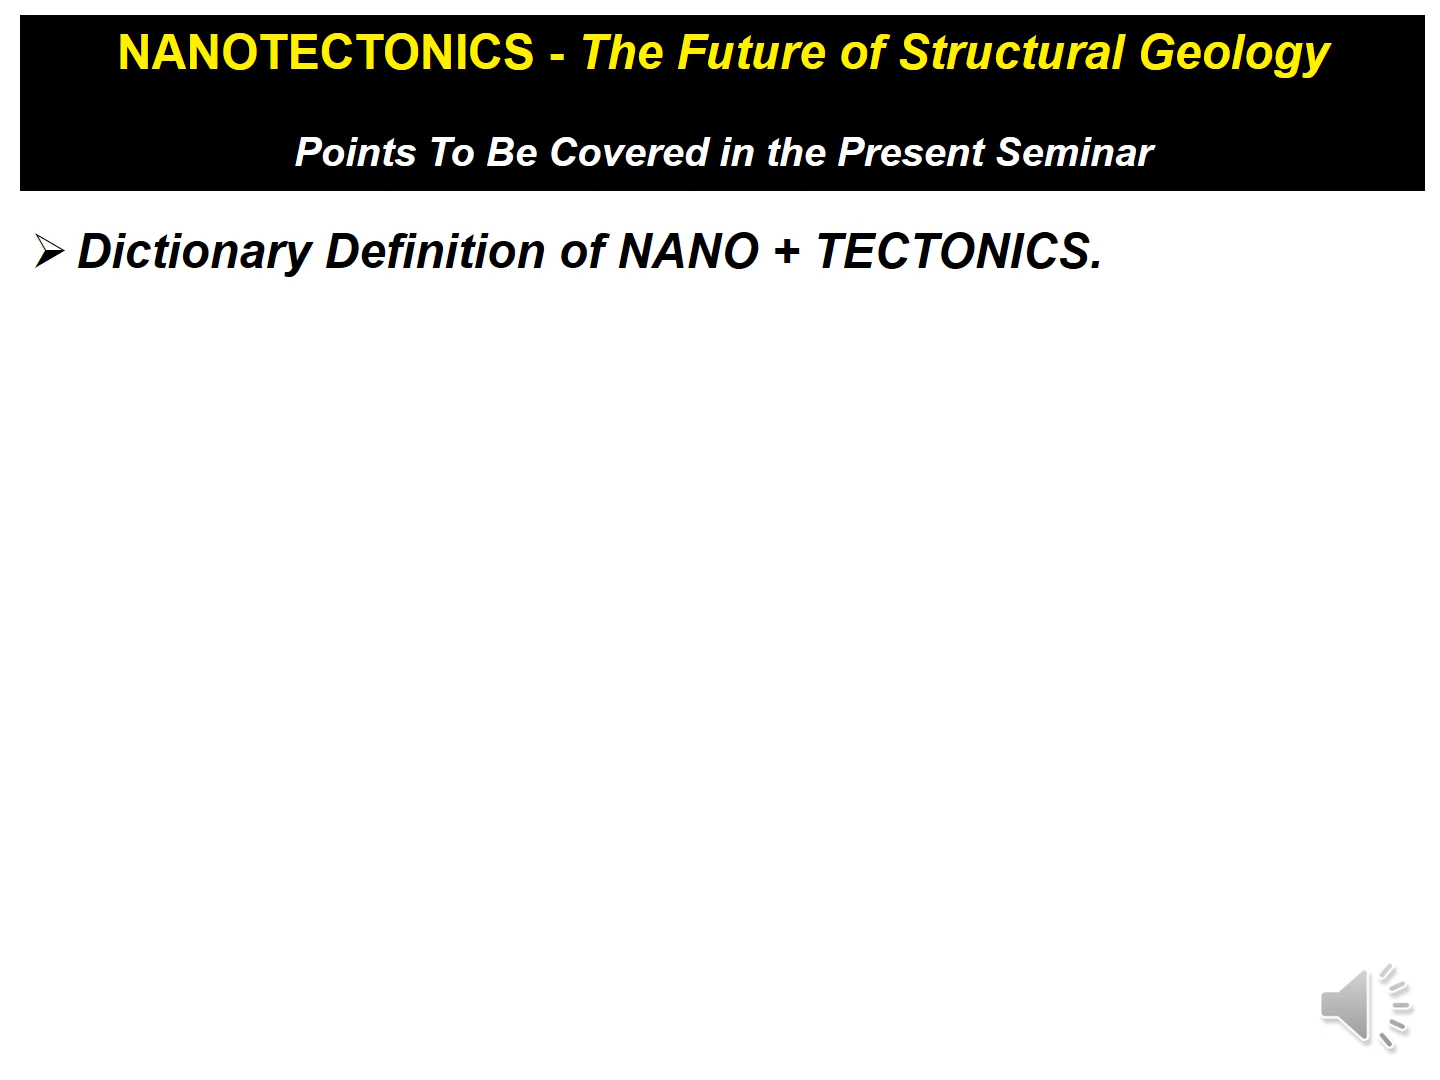 NANOTECTONICS - The Future of Structural Geology
Points To Be Covered in the Present Seminar
➢ Dictionary Definition of NANO + TECTONICS.